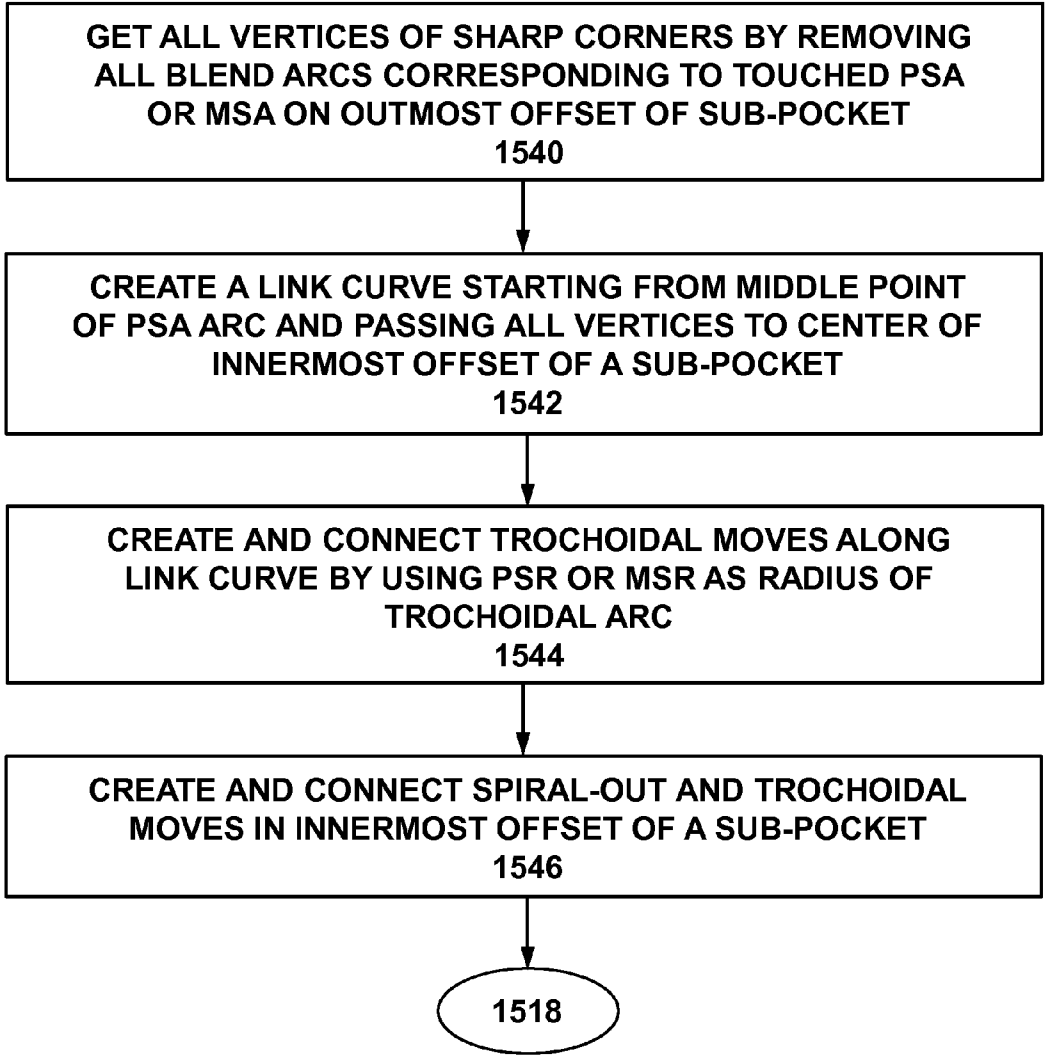 GET ALL VERTICES OF SHARP CORNERS BY REMOVING
ALL BLEND ARCS CORRESPONDING TO TOUCHED PSA
OR MSA ON OUTMOST OFFSET OF SUB-POCKET
1540
CREATE A LINK CURVE STARTING FROM MIDDLE POINT
OF PSA ARC AND PASSING ALL VERTICES TO CENTER OF
INNERMOST OFFSET OF A SUB-POCKET
1542
CREATE AND CONNECT TROCHOIDAL MOVES ALONG
LINK CURVE BY USING PSR OR MSR AS RADIUS OF
TROCHOIDAL ARC
1544
CREATE AND CONNECT SPIRAL-OUT AND TROCHOIDAL
MOVES IN INNERMOST OFFSET OF A SUB-POCKET
1546
1518